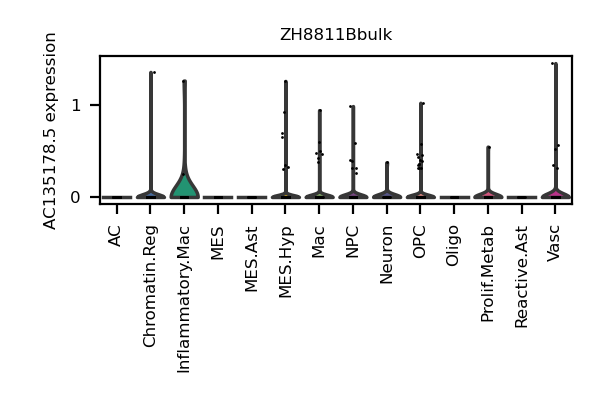 ZH8811Bbulk
AC135178.5 expression
1
0
AC
Chromatin.Reg
Inflammatory.Mac
MES
MES.Ast
MES.Hyp
Mac
NPC
Neuron
OPC
Oligo
Prolif.Metab
Reactive.Ast
Vasc